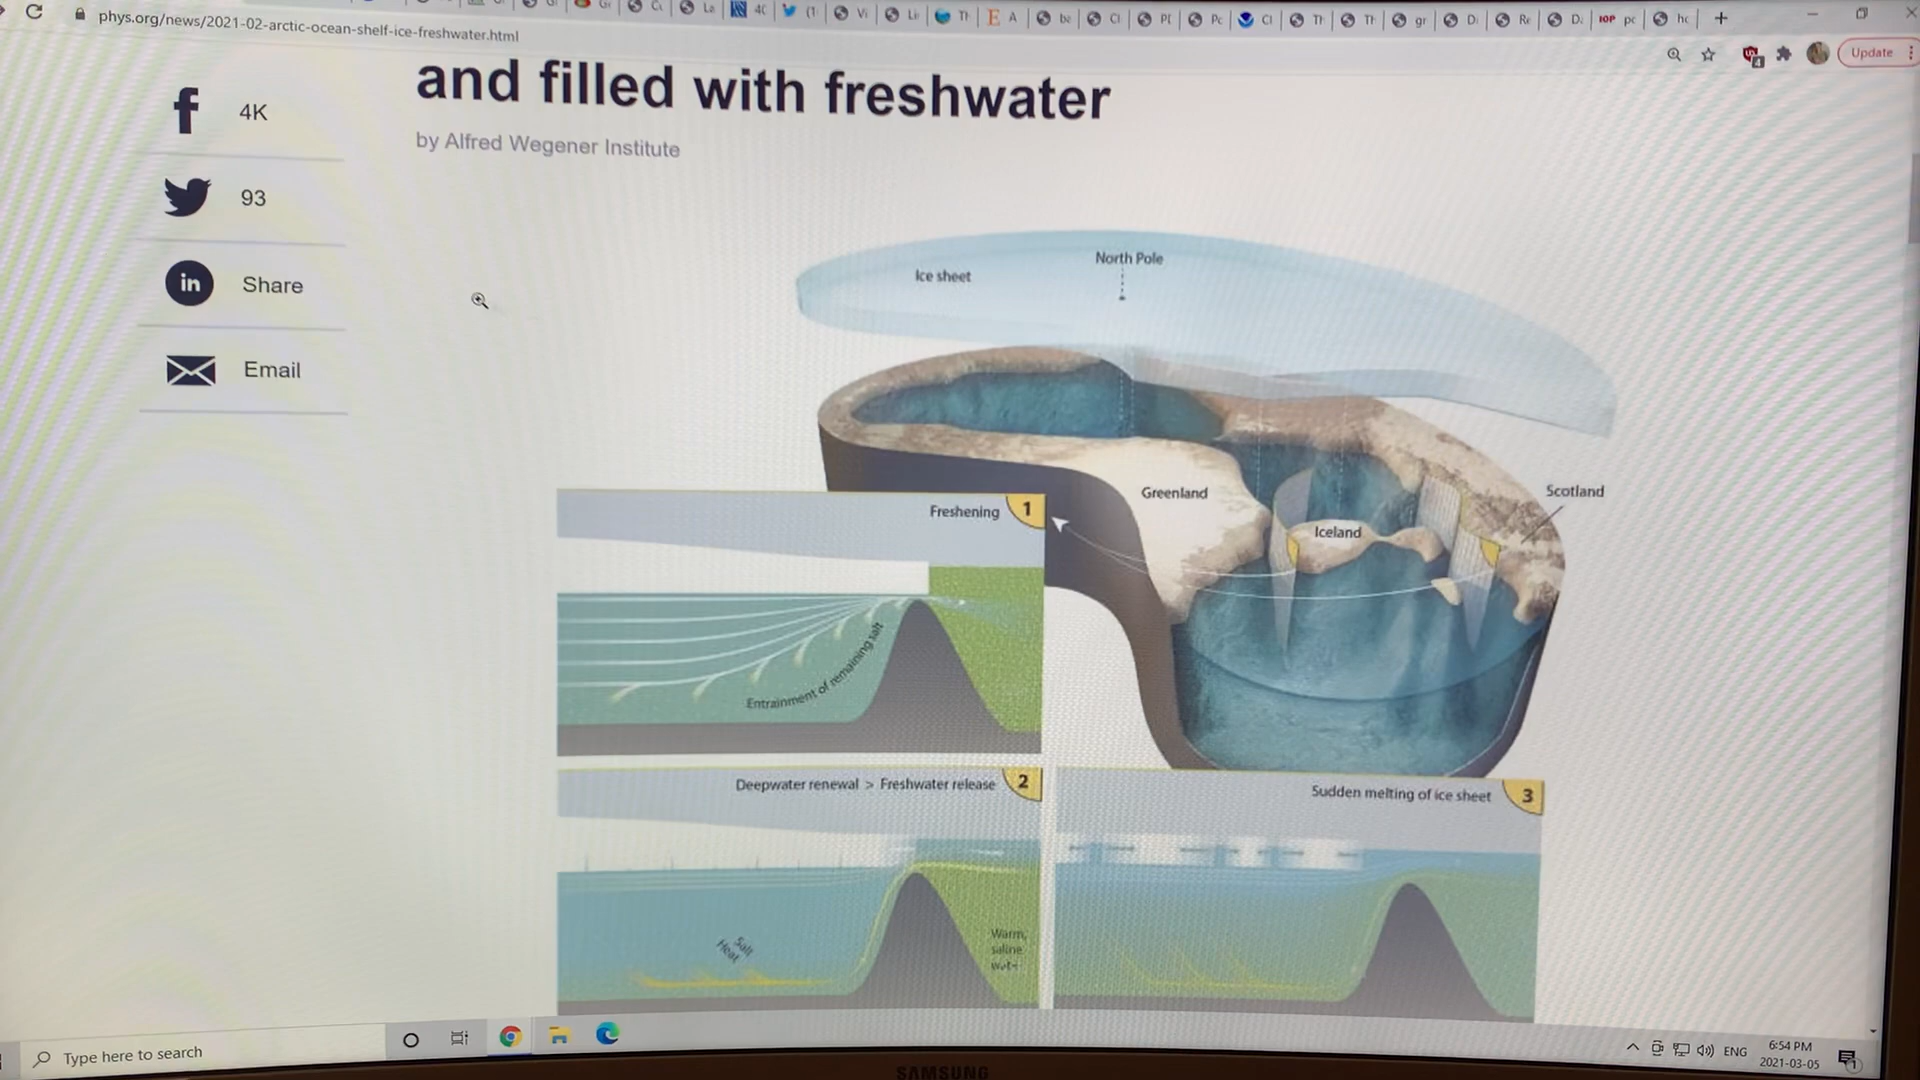 phys.org/news/2021-02-arctic-ocean-shelf-ice-freshwater.html
Update
and filled with freshwater
by Alfred Wegener Institute
4K
93
in Share
Email
North Pole
Ice sheet
Greenland
Scotland
Iceland
Freshening 1
Entrainment of remaining salt
Deepwater renewal > Freshwater release 2
Sudden melting of ice sheet 3
Salt
Heat
Warm,
saline
Type here to search
ENG
6:54 PM
2021-03-05
SAMSUNG